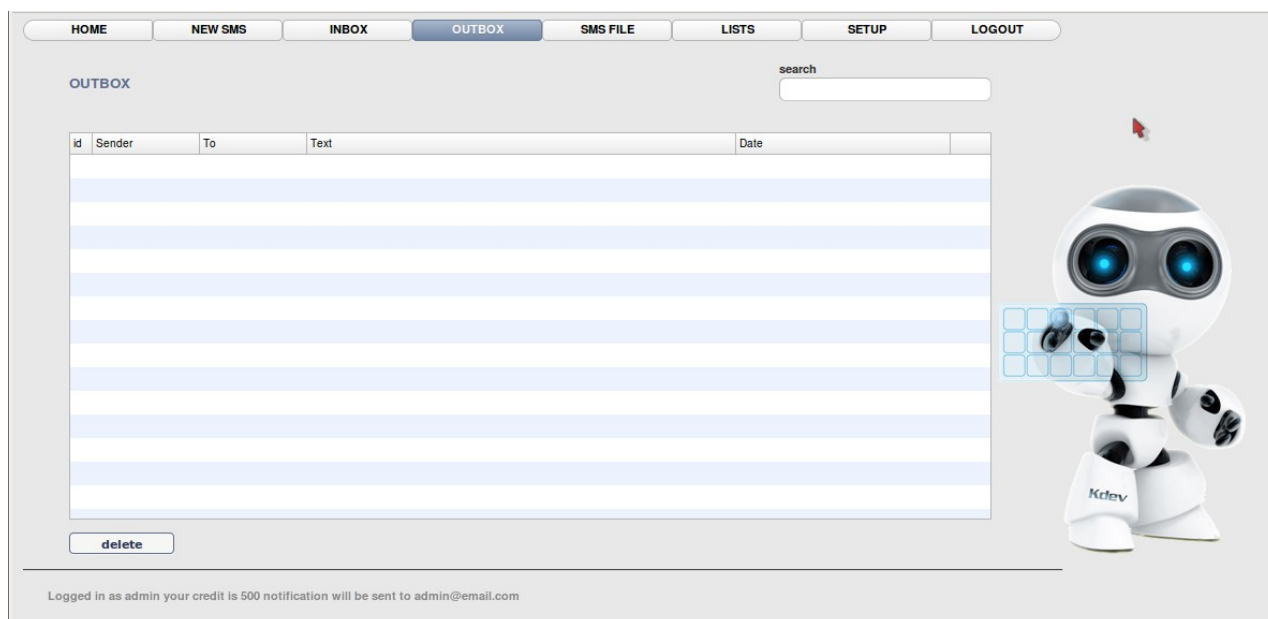 HOME NEW SMS INBOX OUTBOX SMS FILE LISTS SETUP LOGOUT
search
OUTBOX
id Sender To Text Date
Kdev
delete
Logged in as admin your credit is 500 notification will be sent to admin@email.com